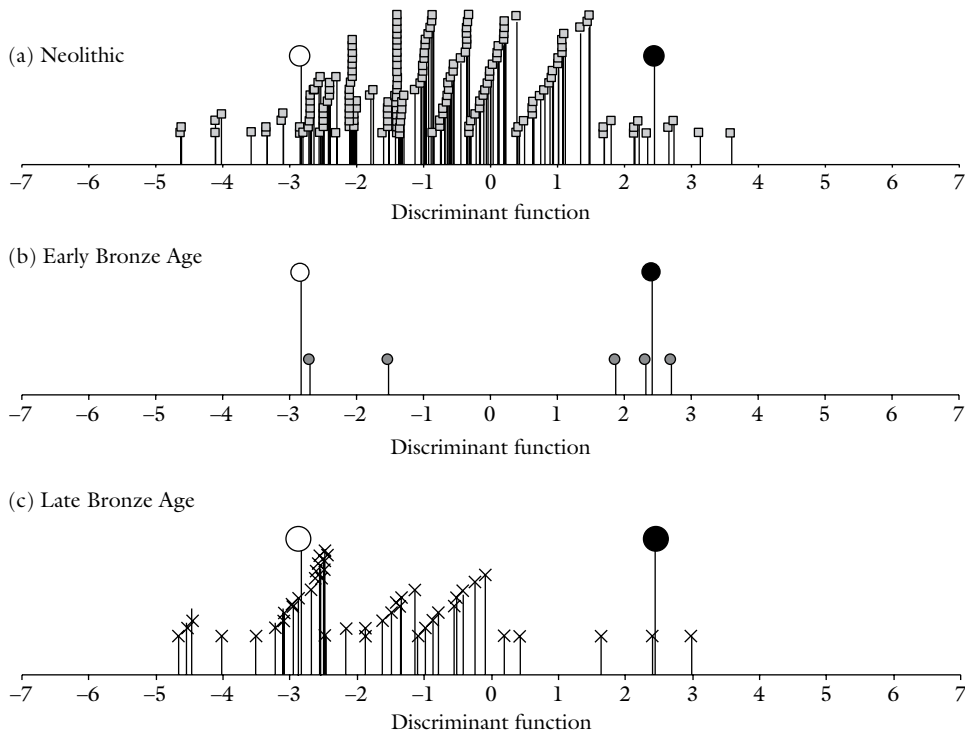 (a) Neolithic
−7 −6 −5 −4 −3 −2 −1 0 1 2 3 4 5 6 7
Discriminant function
(b) Early Bronze Age
−7 −6 −5 −4 −3 −2 −1 0 1 2 3 4 5 6 7
Discriminant function
(c) Late Bronze Age
−7 −6 −5 −4 −3 −2 −1 0 1 2 3 4 5 6 7
Discriminant function